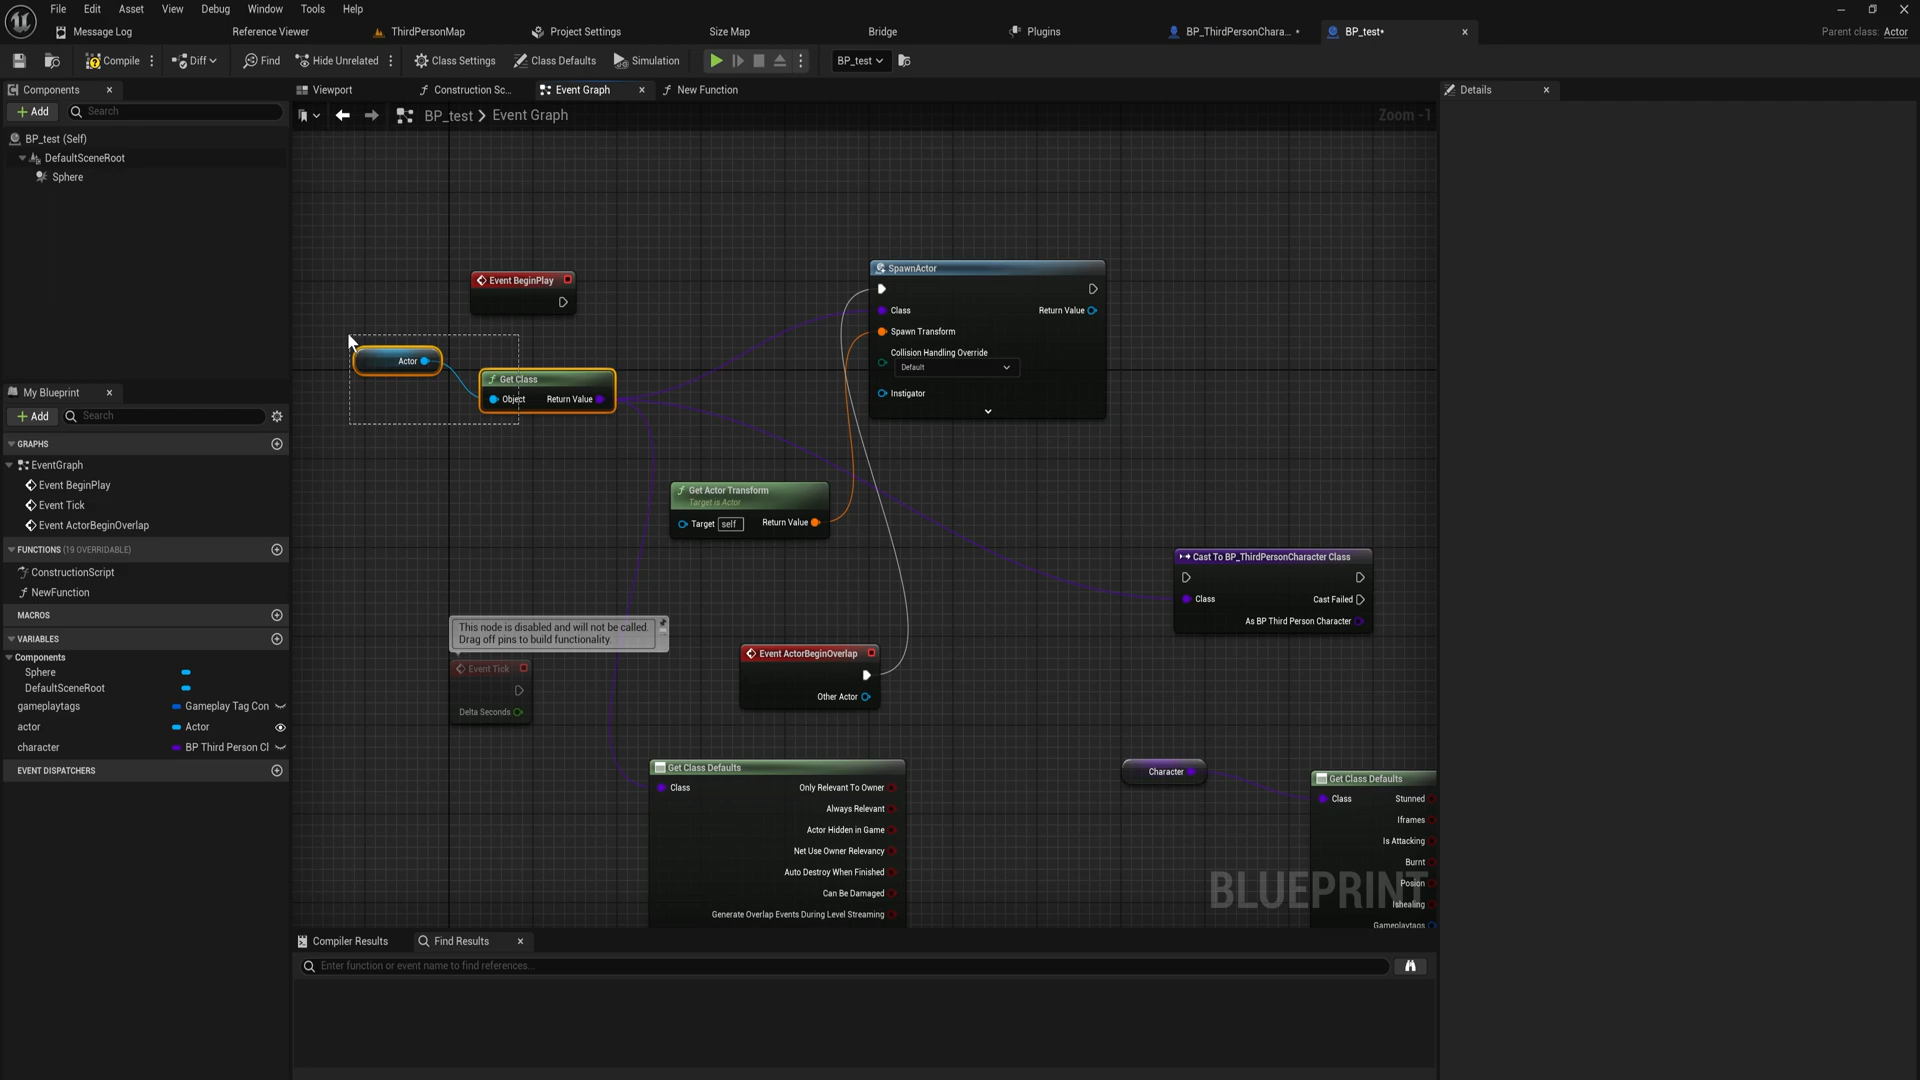 File Edit Asset View Debug Window Tools Help
Message Log Reference Viewer ThirdPersonMap Project Settings Size Map Bridge Plugins BP_ThirdPersonChara... • BP_test• Parent class: Actor
Compile Diff Find Hide Unrelated Class Settings Class Defaults Simulation BP_test
Components
Add Search
BP_test (Self)
DefaultSceneRoot
Sphere
My Blueprint
Add Search
GRAPHS
EventGraph
Event BeginPlay
Event Tick
Event ActorBeginOverlap
FUNCTIONS (19 OVERRIDABLE)
ConstructionScript
NewFunction
MACROS
VARIABLES
Components
Sphere
DefaultSceneRoot
gameplaytags Gameplay Tag Con
actor Actor
character BP Third Person Cl
EVENT DISPATCHERS
Viewport Construction Sc... Event Graph New Function
BP_test > Event Graph Zoom -1
Event BeginPlay
Actor
Get Class
Object Return Value
SpawnActor
Class Return Value
Spawn Transform
Collision Handling Override
Default
Instigator
Get Actor Transform
Target is Actor
Target self Return Value
Cast To BP_ThirdPersonCharacter Class
Class Cast Failed
As BP Third Person Character
This node is disabled and will not be called.
Drag off pins to build functionality.
Event Tick
Delta Seconds
Event ActorBeginOverlap
Other Actor
Get Class Defaults
Class Only Relevant To Owner
Always Relevant
Actor Hidden in Game
Net Use Owner Relevancy
Auto Destroy When Finished
Can Be Damaged
Generate Overlap Events During Level Streaming
Character
Get Class Defaults
Class Stunned
Iframes
Is Attacking
Burnt
Posion
Ishealing
Gameplaytags
BLUEPRINT
Compiler Results Find Results
Enter function or event name to find references...
Details